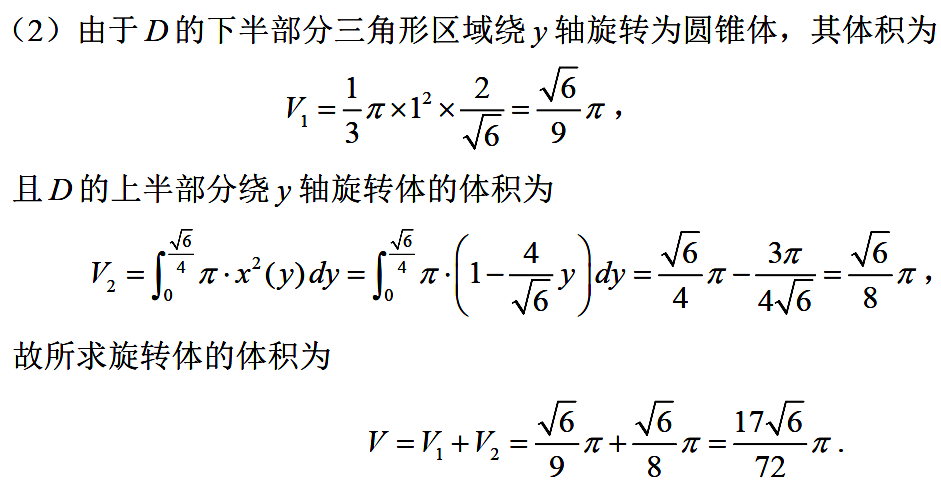 （2）由于 D 的下半部分三角形区域绕 y 轴旋转为圆锥体，其体积为
$V_1 = \frac{1}{3}\pi \times 1^2 \times \frac{2}{\sqrt{6}} = \frac{\sqrt{6}}{9}\pi$，
且 D 的上半部分绕 y 轴旋转体的体积为
$V_2 = \int_0^{\frac{\sqrt{6}}{4}} \pi \cdot x^2(y)dy = \int_0^{\frac{\sqrt{6}}{4}} \pi \cdot \left(1 - \frac{4}{\sqrt{6}}y\right)dy = \frac{\sqrt{6}}{4}\pi - \frac{3\pi}{4\sqrt{6}} = \frac{\sqrt{6}}{8}\pi$，
故所求旋转体的体积为
$V = V_1 + V_2 = \frac{\sqrt{6}}{9}\pi + \frac{\sqrt{6}}{8}\pi = \frac{17\sqrt{6}}{72}\pi$.